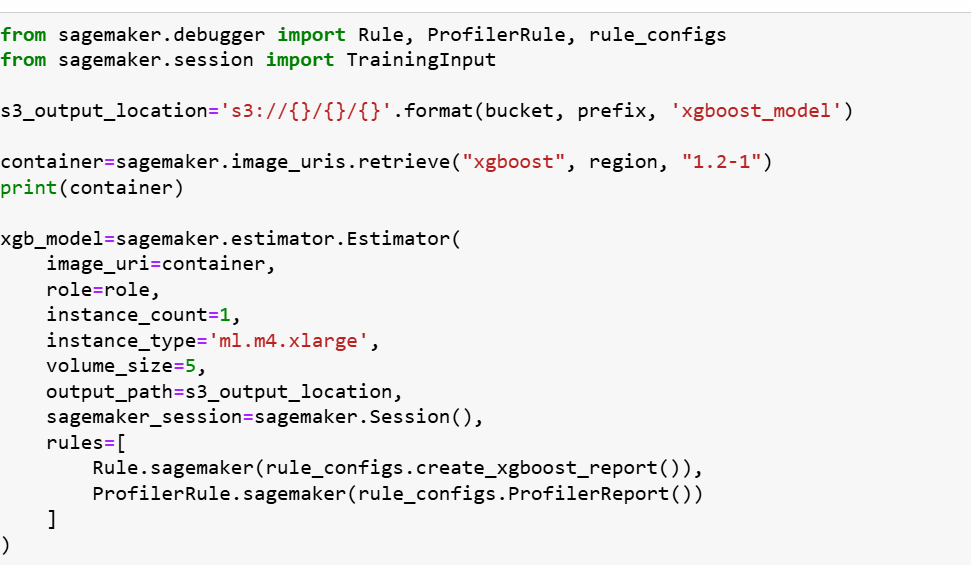 from sagemaker.debugger import Rule, ProfilerRule, rule_configs
from sagemaker.session import TrainingInput

s3_output_location='s3://{}/{}/{}'.format(bucket, prefix, 'xgboost_model')

container=sagemaker.image_uris.retrieve("xgboost", region, "1.2-1")
print(container)

xgb_model=sagemaker.estimator.Estimator(
    image_uri=container,
    role=role,
    instance_count=1,
    instance_type='ml.m4.xlarge',
    volume_size=5,
    output_path=s3_output_location,
    sagemaker_session=sagemaker.Session(),
    rules=[
        Rule.sagemaker(rule_configs.create_xgboost_report()),
        ProfilerRule.sagemaker(rule_configs.ProfilerReport())
    ]
)